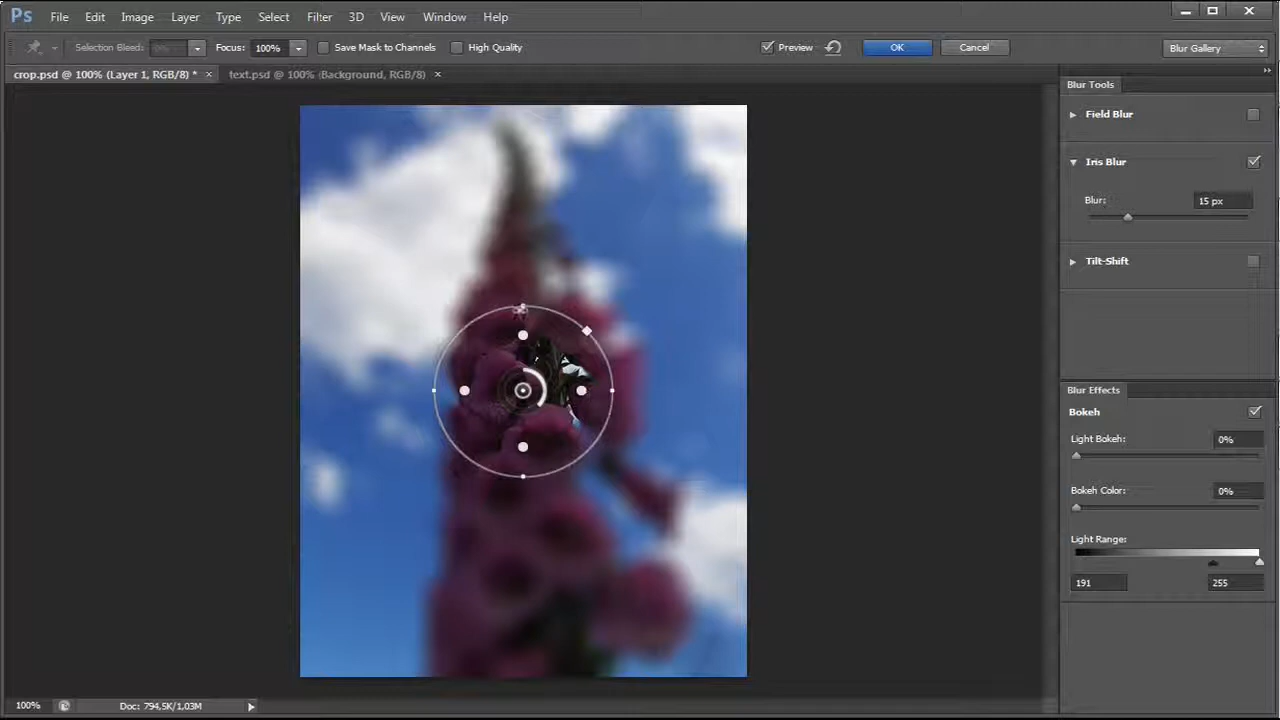 Ps File Edit Image Layer Type Select Filter 3D View Window Help
Selection Bleed: Focus: 100% Save Mask to Channels High Quality Preview OK Cancel Blur Gallery
crop.psd @ 100% (Layer 1, RGB/8) * × text.psd @ 100% (Background, RGB/8) ×
Blur Tools
Field Blur
Iris Blur
Blur: 15 px
Tilt-Shift
Blur Effects
Bokeh
Light Bokeh: 0%
Bokeh Color: 0%
Light Range:
191 255
100% Doc: 794,5K/1,03M